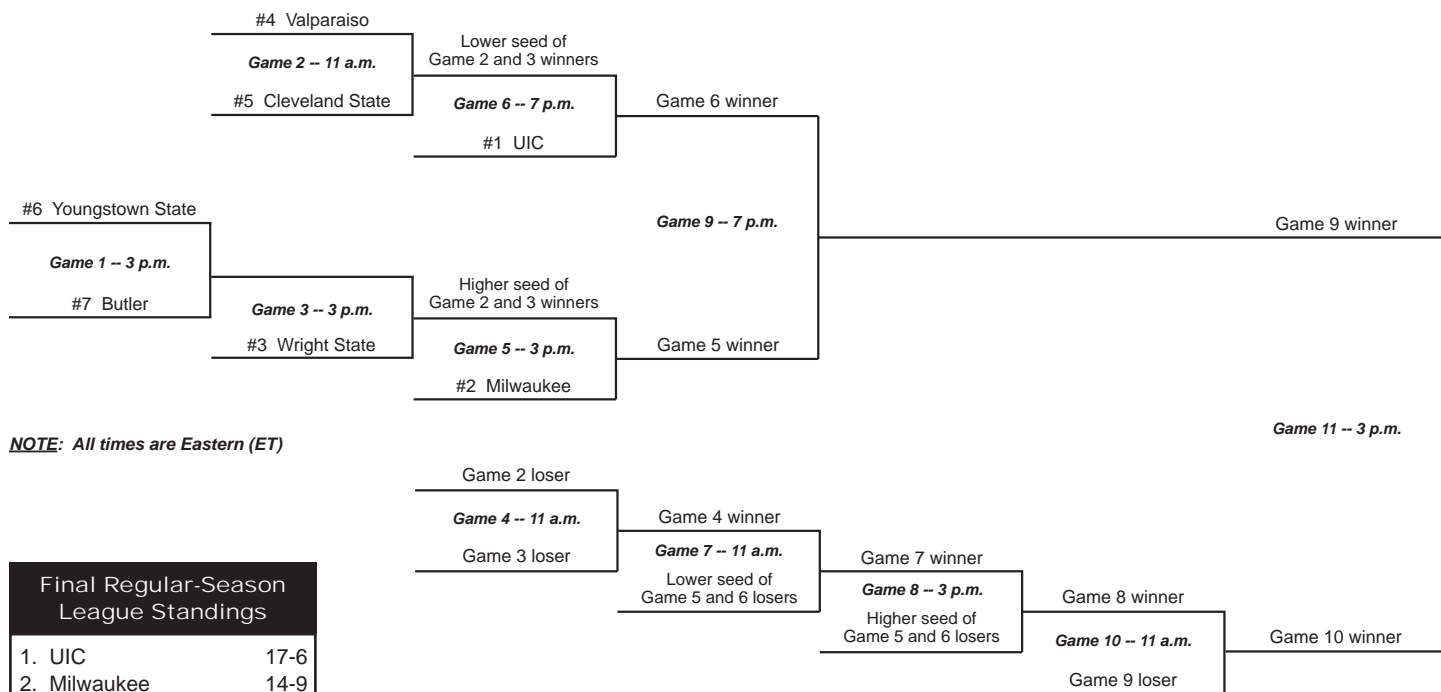 #4 Valparaiso
Game 2 -- 11 a.m.
#5 Cleveland State
Lower seed of
Game 2 and 3 winners
Game 6 -- 7 p.m.
#1 UIC
Game 6 winner
#6 Youngstown State
Game 1 -- 3 p.m.
#7 Butler
Game 3 -- 3 p.m.
#3 Wright State
Higher seed of
Game 2 and 3 winners
Game 5 -- 3 p.m.
#2 Milwaukee
Game 5 winner
Game 9 -- 7 p.m.
Game 9 winner
Game 11 -- 3 p.m.
NOTE: All times are Eastern (ET)
Game 2 loser
Game 4 -- 11 a.m.
Game 3 loser
Game 4 winner
Game 7 -- 11 a.m.
Lower seed of
Game 5 and 6 losers
Game 7 winner
Game 8 -- 3 p.m.
Higher seed of
Game 5 and 6 losers
Game 8 winner
Game 10 -- 11 a.m.
Game 9 loser
Game 10 winner
Final Regular-Season
League Standings
1. UIC 17-6
2. Milwaukee 14-9